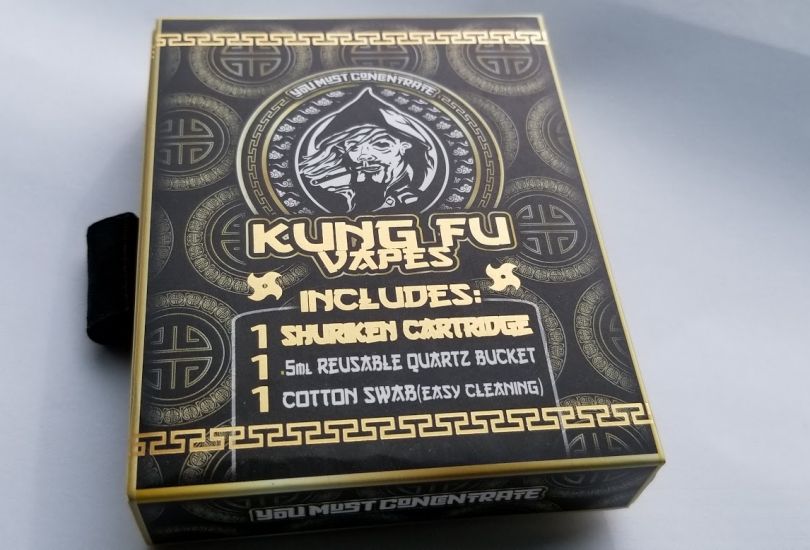 YOU MUST CONCENTRATE
KUNG FU
VAPES
INCLUDES:
1 SHURIKEN CARTRIDGE
1 .5ml REUSABLE QUARTZ BUCKET
1 COTTON SWAB (EASY CLEANING)
YOU MUST CONCENTRATE